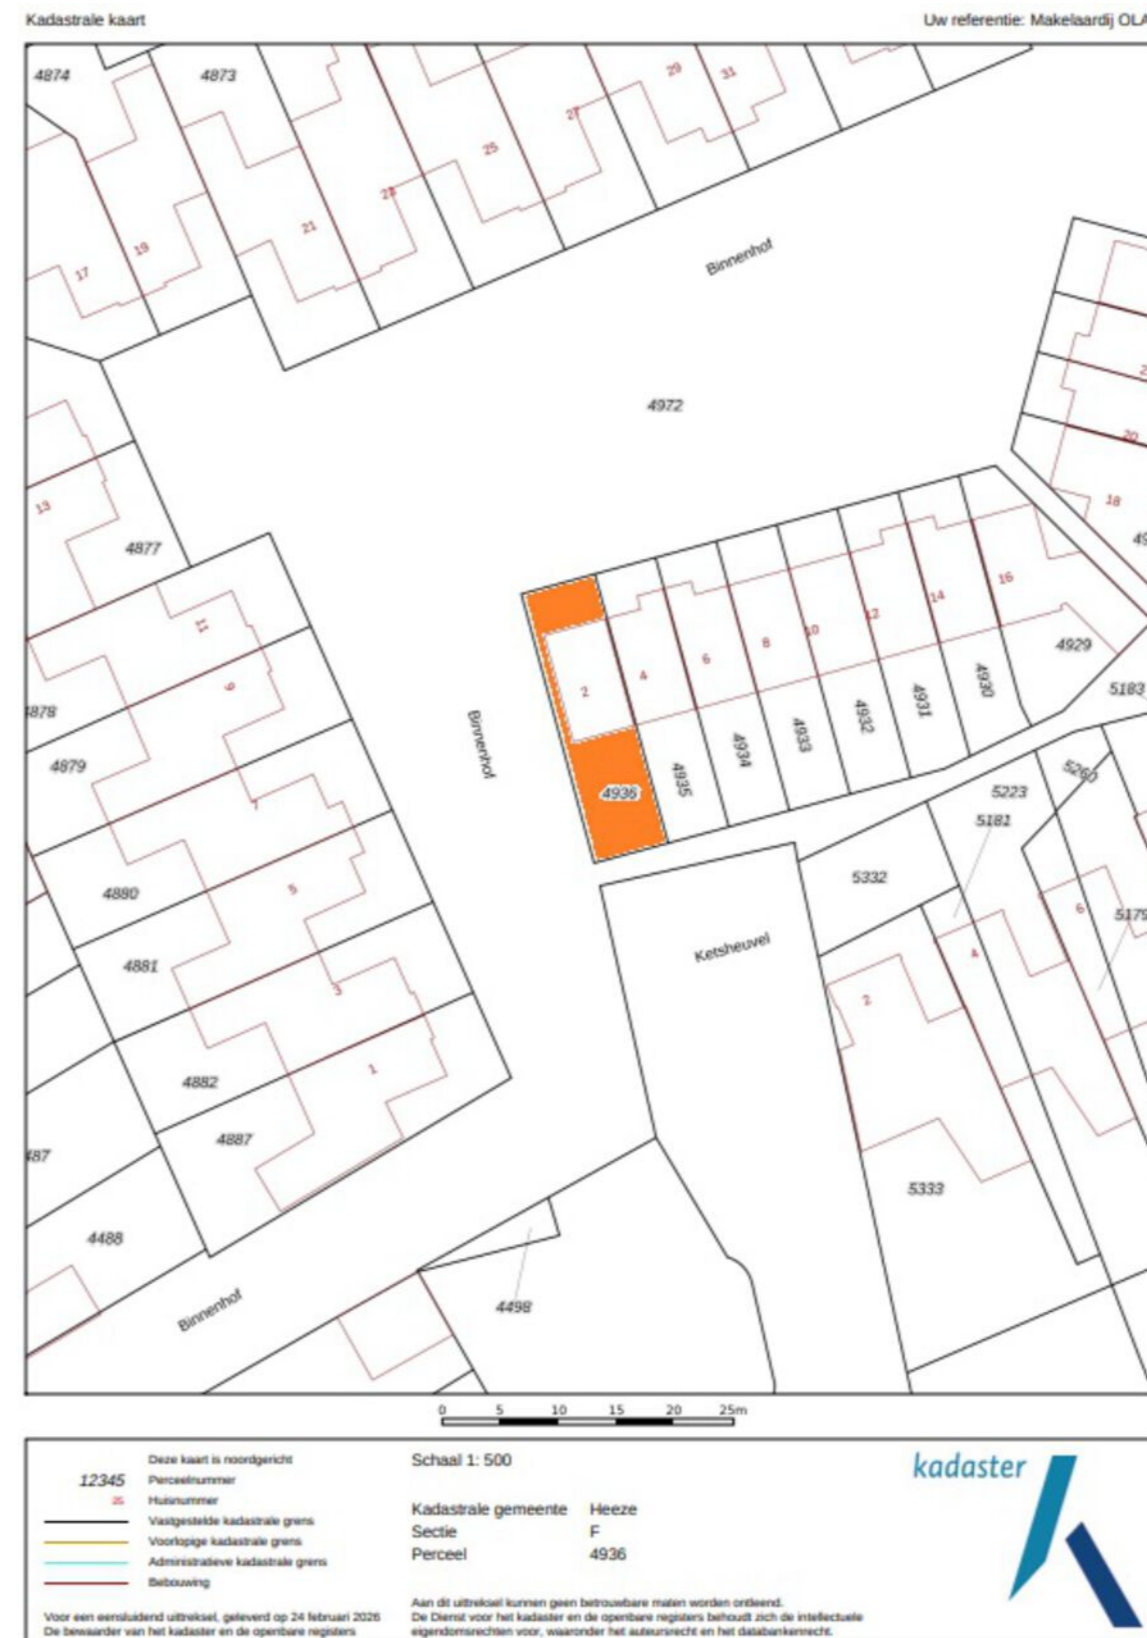 Kadastrale kaart
Uw referentie: Makelaardij OLA
4874
4873
29
31
27
25
23
21
19
17
Binnenhof
4972
20
18
13
4877
11
9
4879
7
4880
5
4881
3
4882
1
4887
4488
Binnenhof
2
4
6
8
10
12
14
16
4929
5183
4930
4931
4932
4933
4934
4935
4936
Binnenhof
5260
5223
5181
5332
5179
6
4
2
Ketsheuvel
5333
4498
0 5 10 15 20 25m
Deze kaart is noordgericht
12345 Perceelnummer
25 Huisnummer
Vastgestelde kadastrale grens
Voorlopige kadastrale grens
Administratieve kadastrale grens
Bebouwing
Voor een eensluidend uittreksel, geleverd op 24 februari 2026
De bewaarder van het kadaster en de openbare registers
Schaal 1: 500
Kadastrale gemeente Heeze
Sectie F
Perceel 4936
Aan dit uittreksel kunnen geen betrouwbare maten worden ontleend.
De Dienst voor het kadaster en de openbare registers behoudt zich de intellectuele
eigendomsrechten voor, waaronder het auteursrecht en het databankenrecht.
kadaster